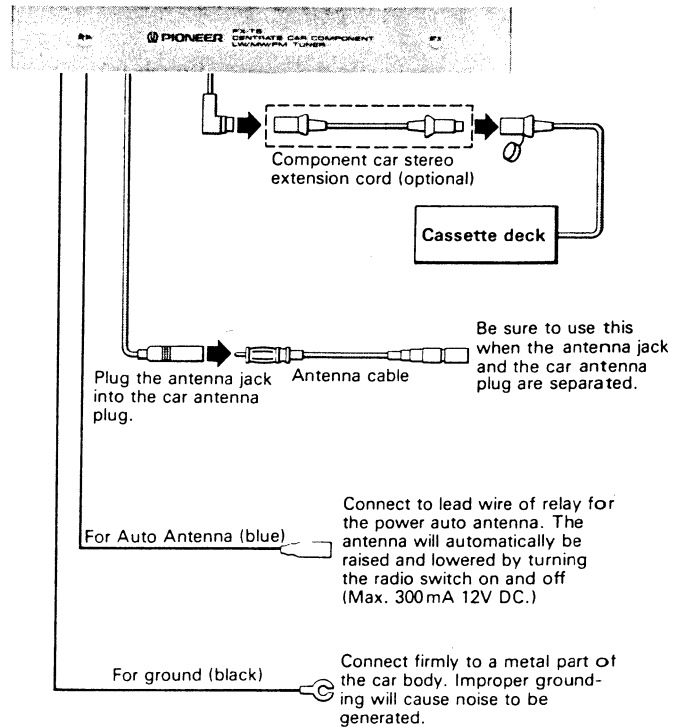 PIONEER
CENTRATE CAR COMPONENT
LW/MW/FM TUNER
Component car stereo
extension cord (optional)
Cassette deck
Plug the antenna jack
into the car antenna
plug.
Antenna cable
Be sure to use this
when the antenna jack
and the car antenna
plug are separated.
For Auto Antenna (blue)
Connect to lead wire of relay for
the power auto antenna. The
antenna will automatically be
raised and lowered by turning
the radio switch on and off
(Max. 300mA 12V DC.)
For ground (black)
Connect firmly to a metal part of
the car body. Improper ground-
ing will cause noise to be
generated.